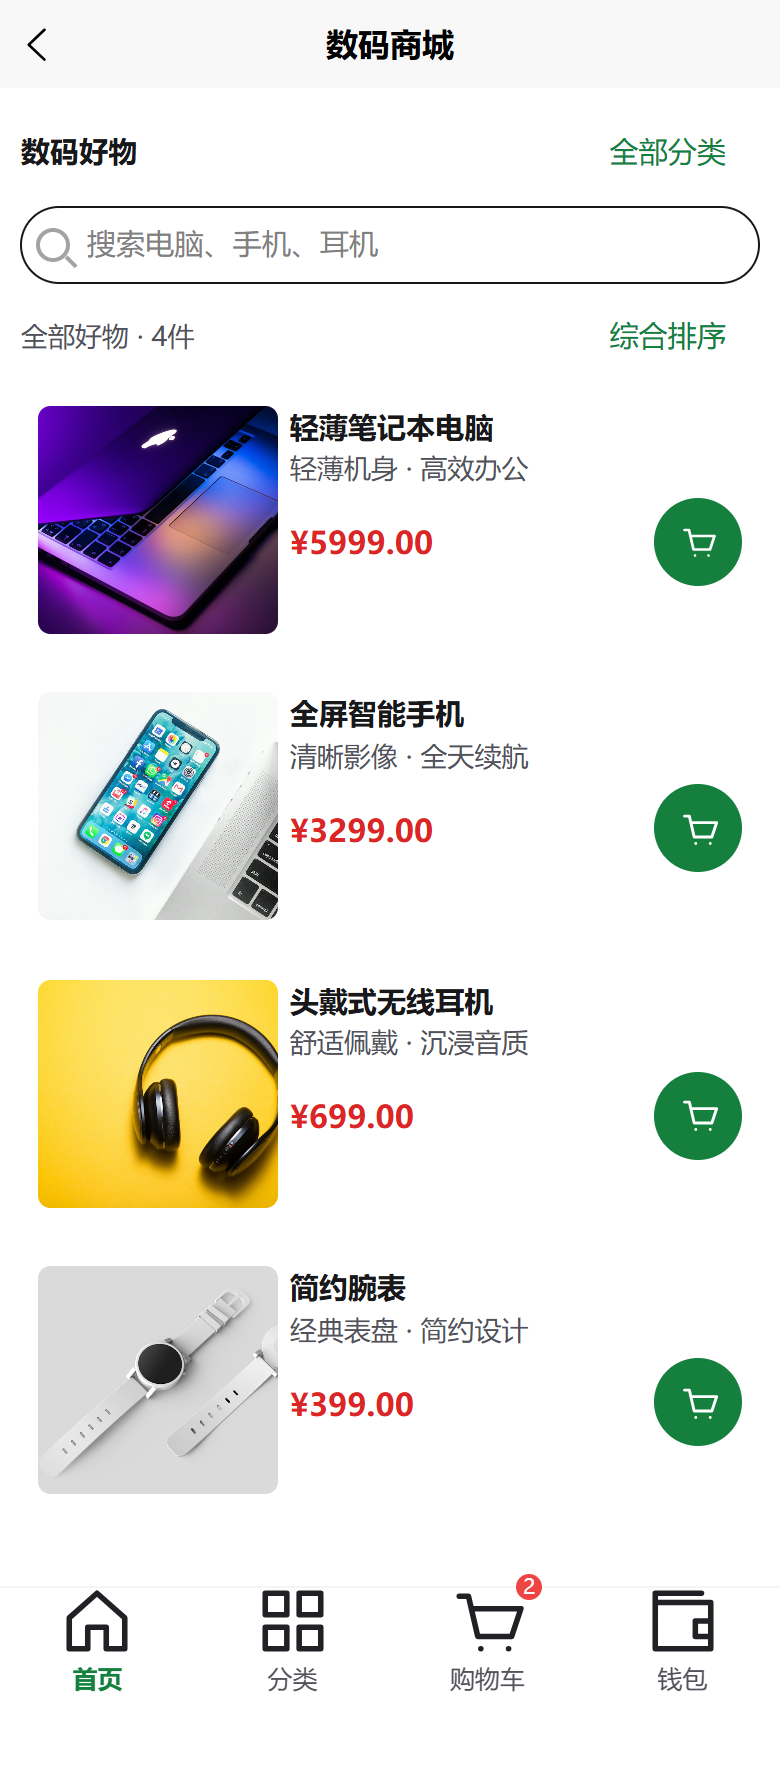 数码商城
数码好物
全部分类
搜索电脑、手机、耳机
全部好物 · 4件
综合排序
轻薄笔记本电脑
轻薄机身 · 高效办公
¥5999.00
全屏智能手机
清晰影像 · 全天续航
¥3299.00
头戴式无线耳机
舒适佩戴 · 沉浸音质
¥699.00
简约腕表
经典表盘 · 简约设计
¥399.00
2
首页
分类
购物车
钱包